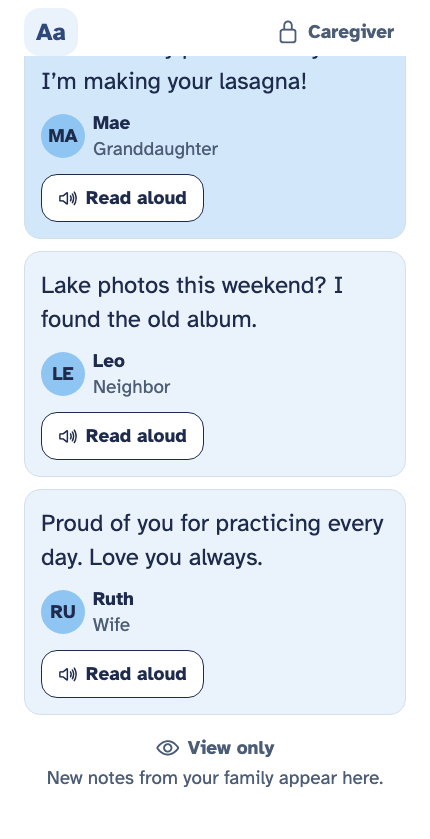 Aa
Caregiver
I’m making your lasagna!
MA
Mae
Granddaughter
Read aloud
Lake photos this weekend? I
found the old album.
LE
Leo
Neighbor
Read aloud
Proud of you for practicing every
day. Love you always.
RU
Ruth
Wife
Read aloud
View only
New notes from your family appear here.